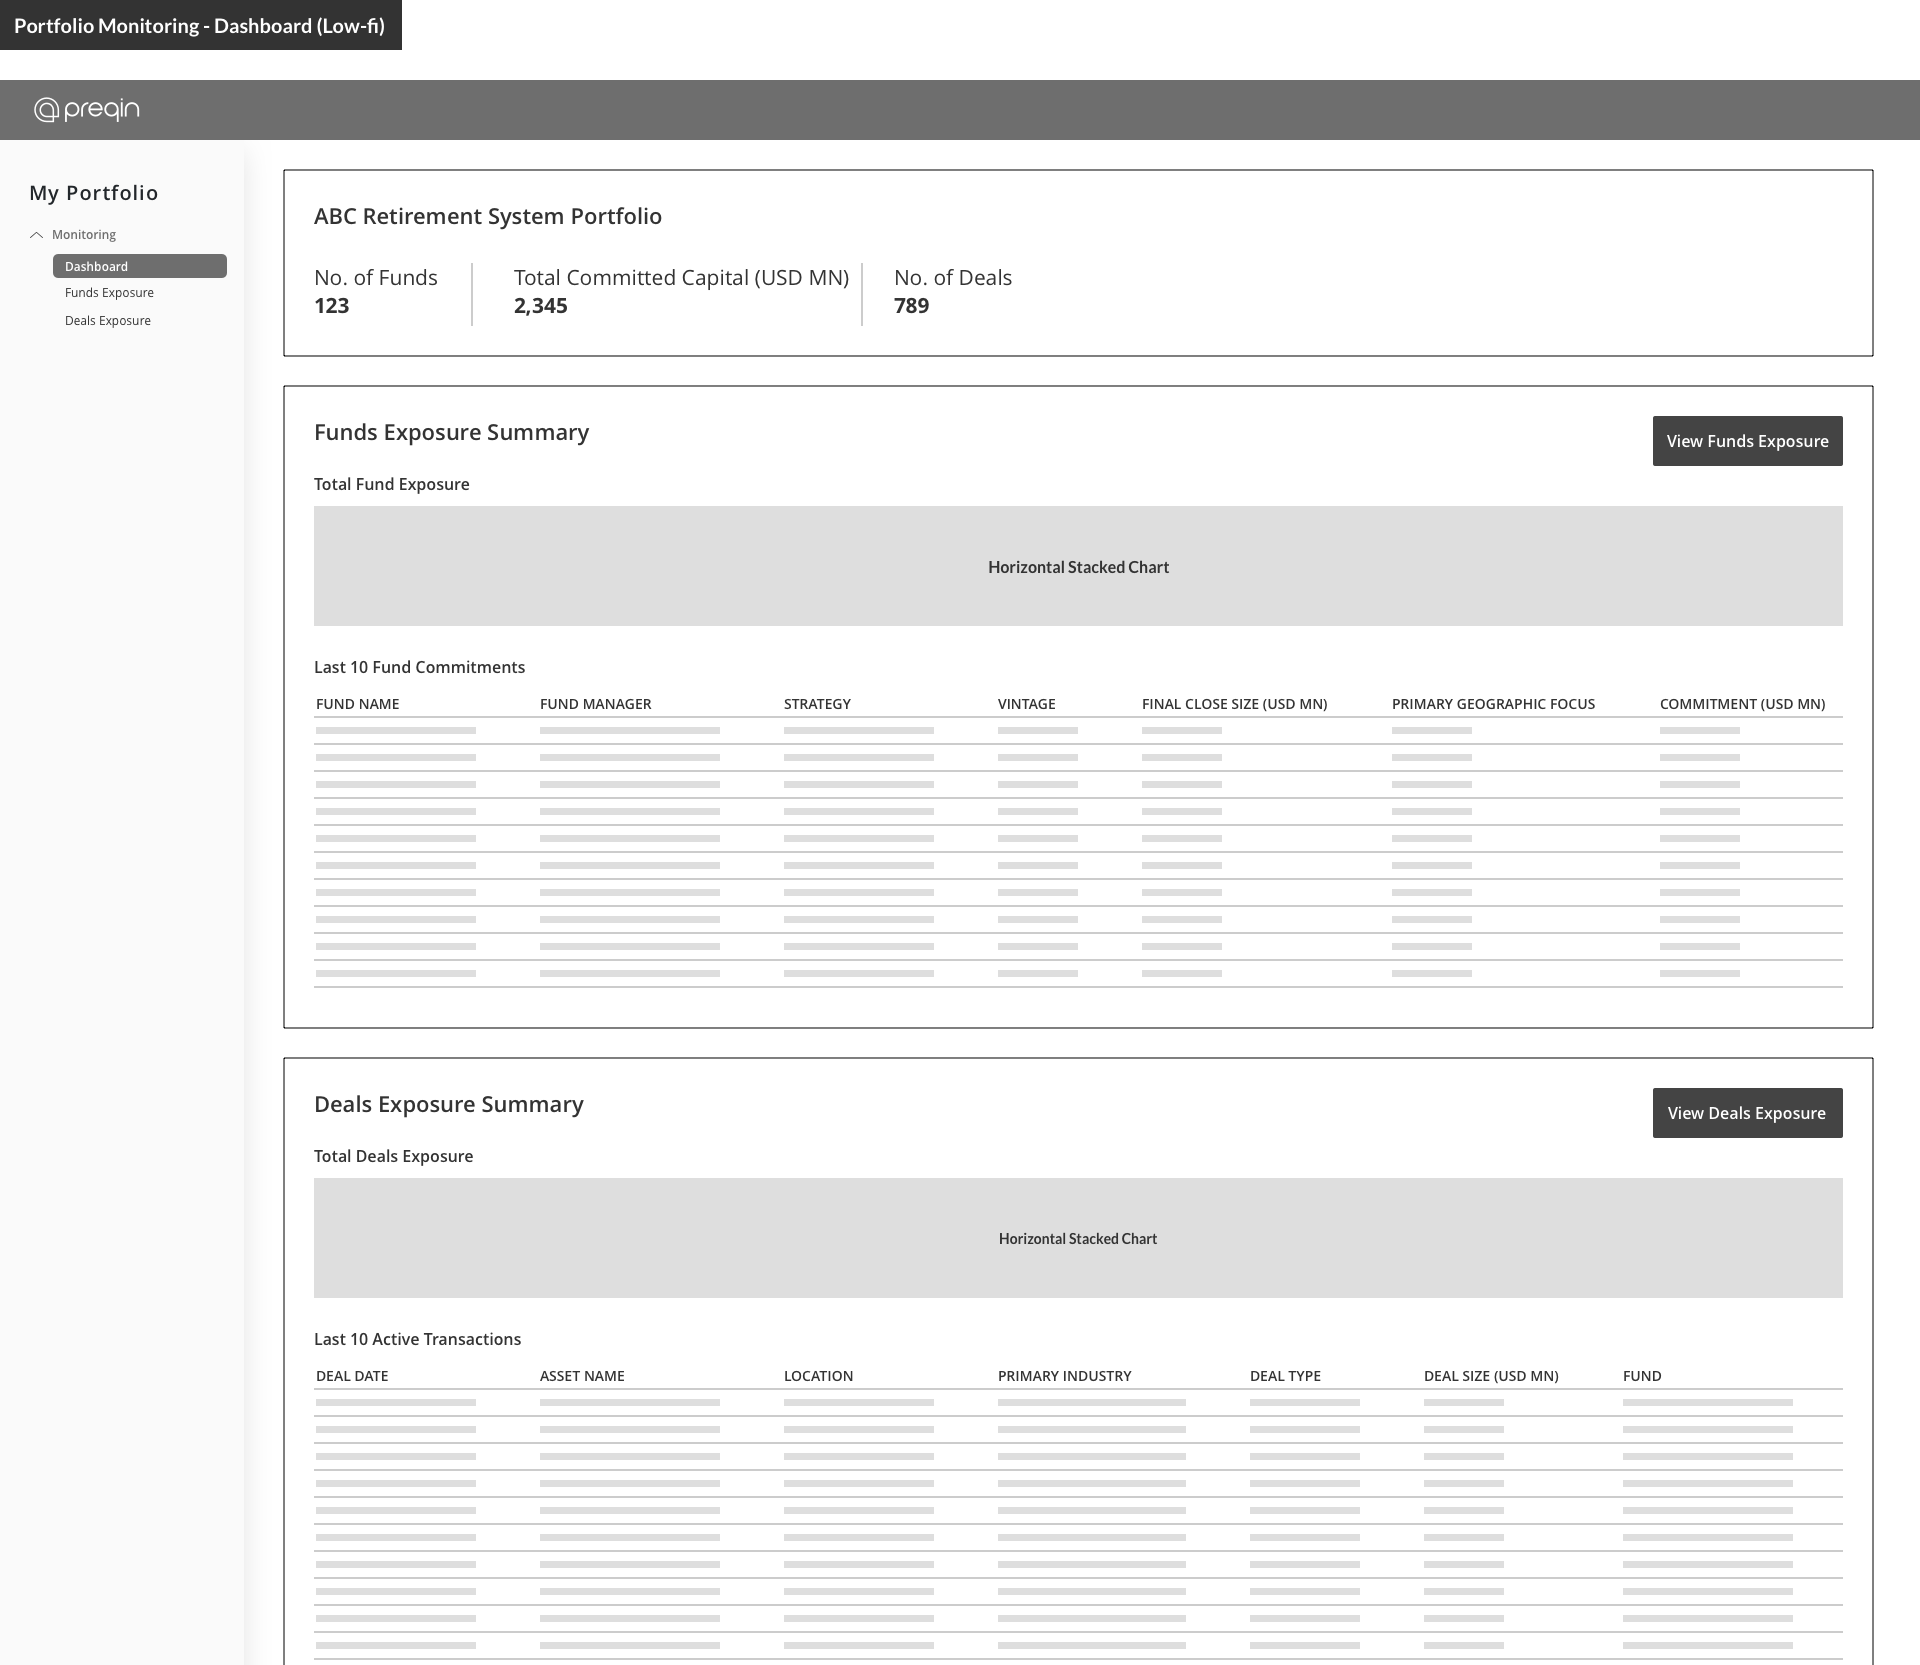 Portfolio Monitoring - Dashboard (Low-fi)
preqin
My Portfolio
Monitoring
Dashboard
Funds Exposure
Deals Exposure
ABC Retirement System Portfolio
No. of Funds
123
Total Committed Capital (USD MN)
2,345
No. of Deals
789
Funds Exposure Summary
View Funds Exposure
Total Fund Exposure
Horizontal Stacked Chart
Last 10 Fund Commitments
FUND NAME FUND MANAGER STRATEGY VINTAGE FINAL CLOSE SIZE (USD MN) PRIMARY GEOGRAPHIC FOCUS COMMITMENT (USD MN)
Deals Exposure Summary
View Deals Exposure
Total Deals Exposure
Horizontal Stacked Chart
Last 10 Active Transactions
DEAL DATE ASSET NAME LOCATION PRIMARY INDUSTRY DEAL TYPE DEAL SIZE (USD MN) FUND